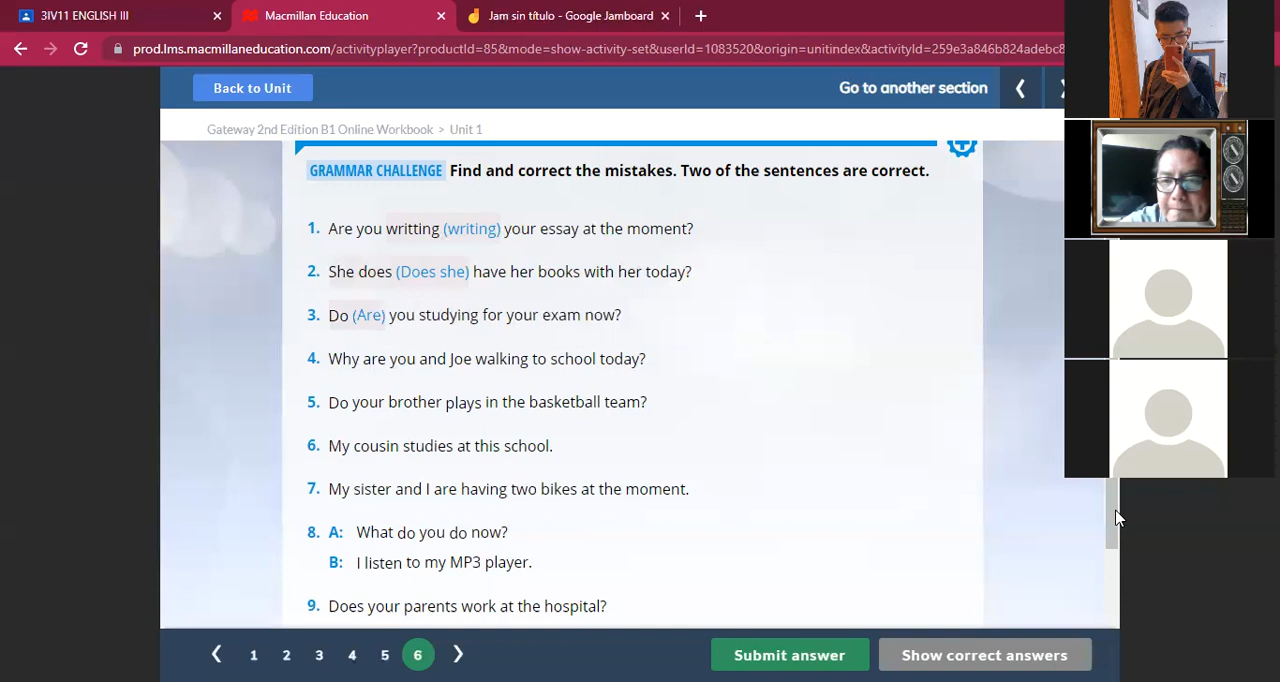 3IV11 ENGLISH III
Macmillan Education
Jam sin título - Google Jamboard
prod.lms.macmillaneducation.com/activityplayer?productId=85&mode=show-activity-set&userId=1083520&origin=unitindex&activityId=259e3a846b824adebc8
Back to Unit
Go to another section
Gateway 2nd Edition B1 Online Workbook > Unit 1
GRAMMAR CHALLENGE Find and correct the mistakes. Two of the sentences are correct.
1. Are you writting (writing) your essay at the moment?
2. She does (Does she) have her books with her today?
3. Do (Are) you studying for your exam now?
4. Why are you and Joe walking to school today?
5. Do your brother plays in the basketball team?
6. My cousin studies at this school.
7. My sister and I are having two bikes at the moment.
8. A: What do you do now?
B: I listen to my MP3 player.
9. Does your parents work at the hospital?
1 2 3 4 5 6
Submit answer
Show correct answers